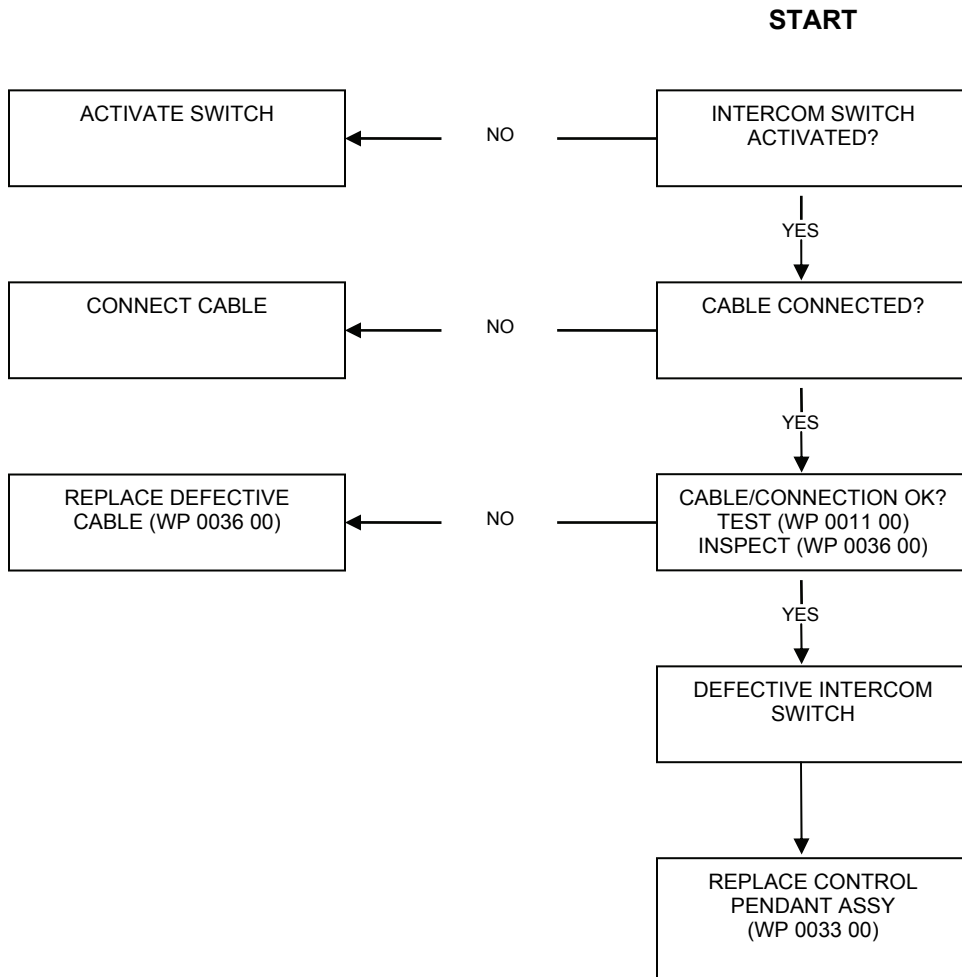 START
ACTIVATE SWITCH
NO
INTERCOM SWITCH
ACTIVATED?
YES
CONNECT CABLE
NO
CABLE CONNECTED?
YES
REPLACE DEFECTIVE
CABLE (WP 0036 00)
NO
CABLE/CONNECTION OK?
TEST (WP 0011 00)
INSPECT (WP 0036 00)
YES
DEFECTIVE INTERCOM
SWITCH
REPLACE CONTROL
PENDANT ASSY
(WP 0033 00)